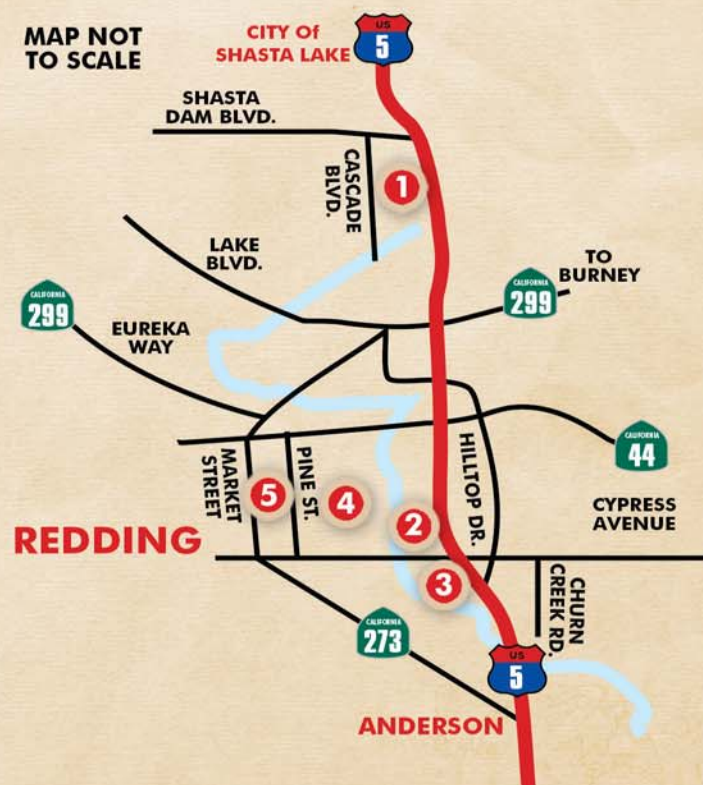 MAP NOT
TO SCALE
CITY Of
SHASTA LAKE
US
5
SHASTA
DAM BLVD.
CASCADE
BLVD.
1
LAKE
BLVD.
TO
BURNEY
CALIFORNIA
299
CALIFORNIA
299
EUREKA
WAY
CALIFORNIA
44
MARKET
STREET
5
PINE ST.
4
2
HILLTOP DR.
CYPRESS
AVENUE
REDDING
3
CHURN
CREEK RD.
CALIFORNIA
273
US
5
ANDERSON